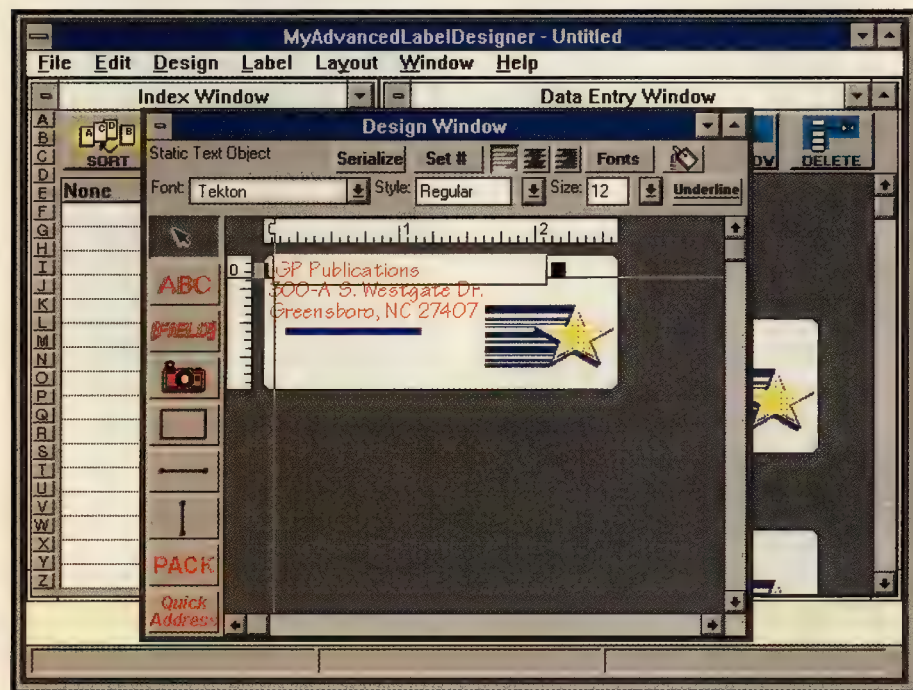 MyAdvancedLabelDesigner - Untitled
File Edit Design Label Layout Window Help
Index Window
Data Entry Window
A
B
C
D
E
F
G
H
I
J
K
L
M
N
O
P
Q
R
S
T
U
V
W
X
Y
Z
A C D B
SORT
None
DELETE
Design Window
Static Text Object Serialize Set # Fonts
Font: Tekton Style: Regular Size: 12 Underline
0 1 2
0
ABC
[FIELD]
PACK
Quick
Address
GP Publications
300-A S. Westgate Dr.
Greensboro, NC 27407